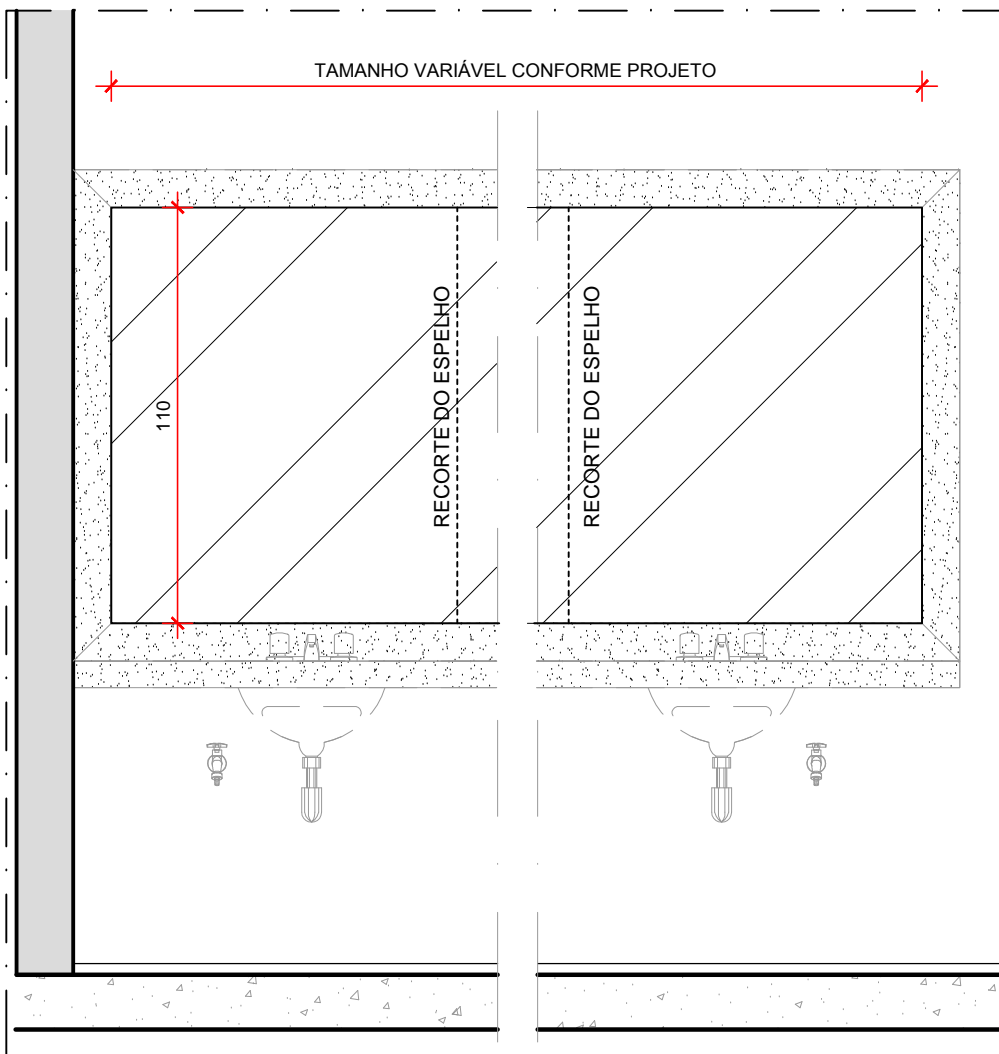 TAMANHO VARIÁVEL CONFORME PROJETO
110
RECORTE DO ESPELHO
RECORTE DO ESPELHO